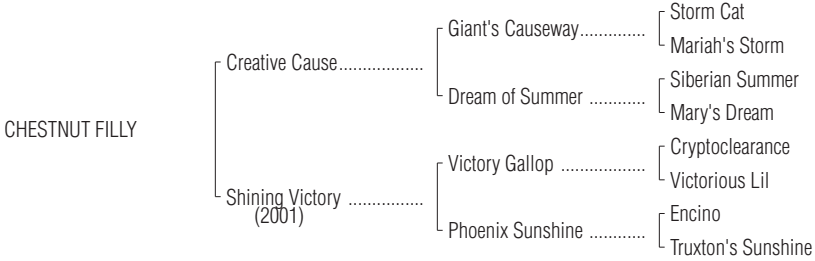 Storm Cat
Giant's Causeway..............
Mariah's Storm
Creative Cause..................
Siberian Summer
Dream of Summer ............
Mary's Dream
CHESTNUT FILLY
Cryptoclearance
Victory Gallop ..................
Victorious Lil
Shining Victory ................
(2001)
Encino
Phoenix Sunshine ............
Truxton's Sunshine